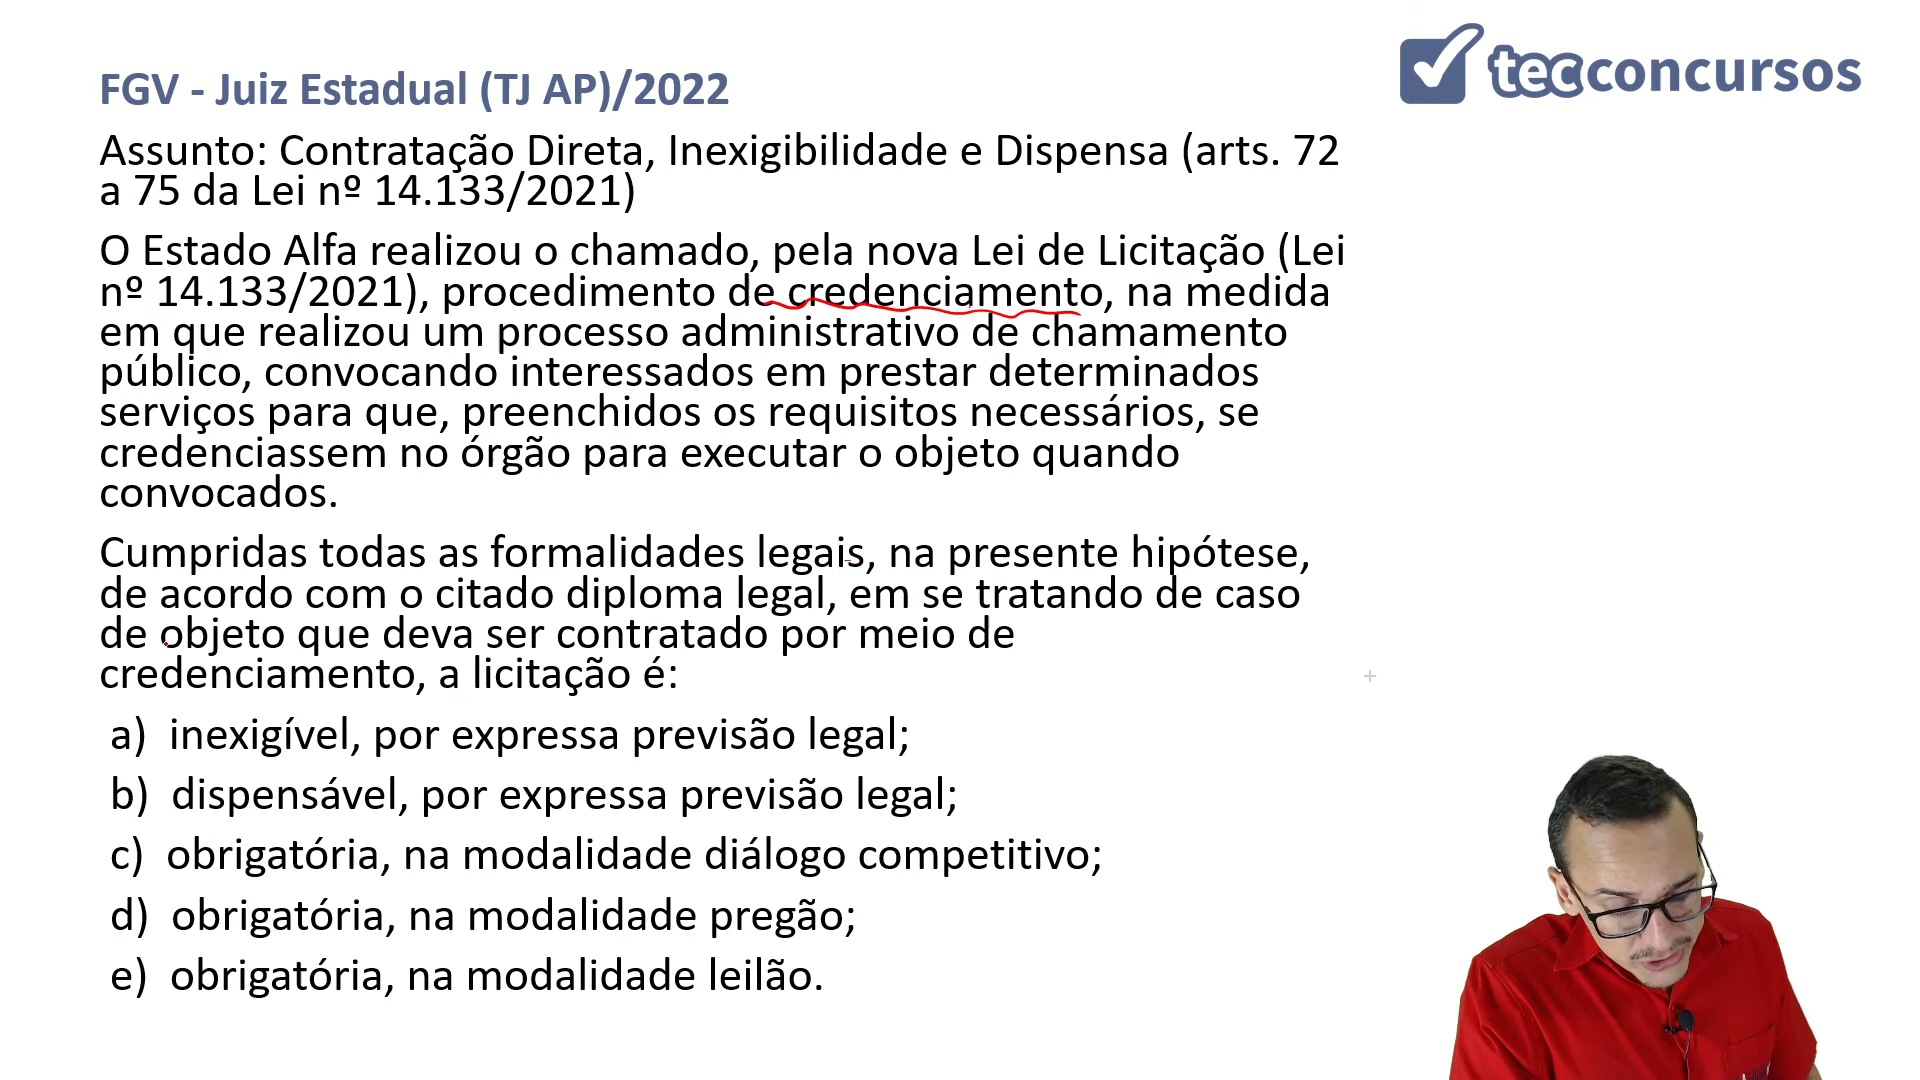 tecconcursos
FGV - Juiz Estadual (TJ AP)/2022
Assunto: Contratação Direta, Inexigibilidade e Dispensa (arts. 72
a 75 da Lei nº 14.133/2021)
O Estado Alfa realizou o chamado, pela nova Lei de Licitação (Lei
nº 14.133/2021), procedimento de credenciamento, na medida
em que realizou um processo administrativo de chamamento
público, convocando interessados em prestar determinados
serviços para que, preenchidos os requisitos necessários, se
credenciassem no órgão para executar o objeto quando
convocados.
Cumpridas todas as formalidades legais, na presente hipótese,
de acordo com o citado diploma legal, em se tratando de caso
de objeto que deva ser contratado por meio de
credenciamento, a licitação é:
a) inexigível, por expressa previsão legal;
b) dispensável, por expressa previsão legal;
c) obrigatória, na modalidade diálogo competitivo;
d) obrigatória, na modalidade pregão;
e) obrigatória, na modalidade leilão.